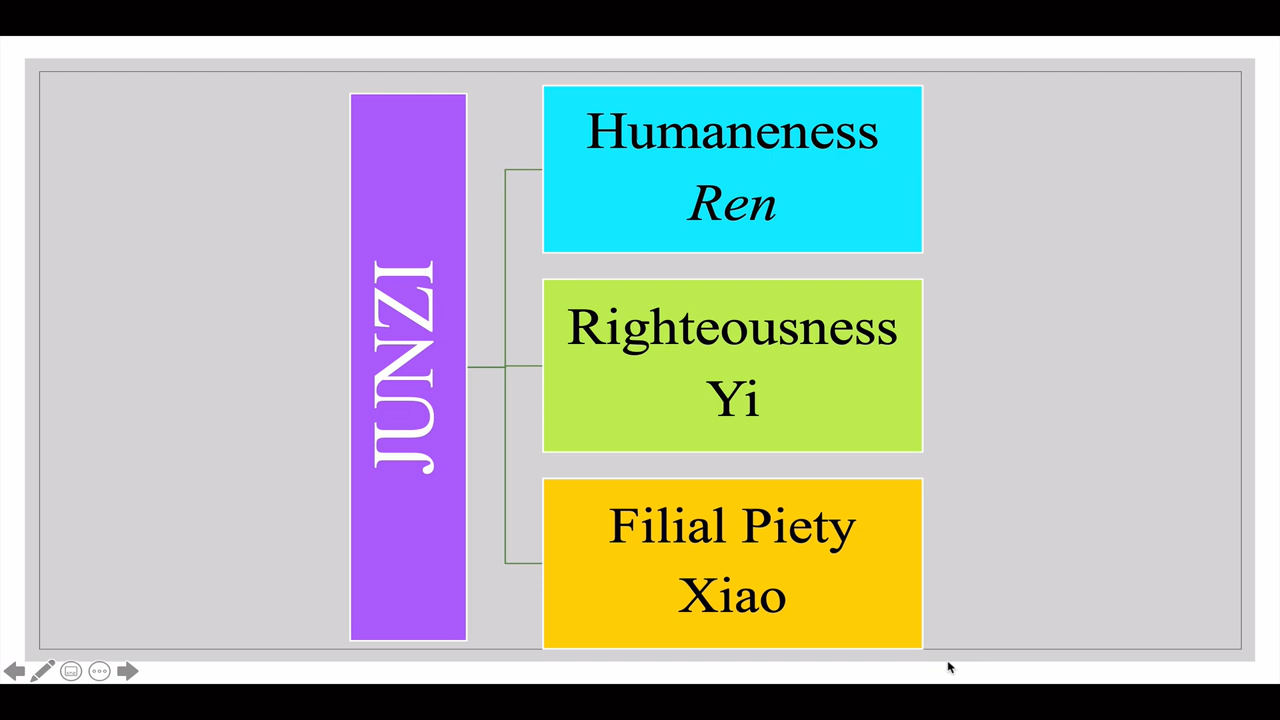 JUNZI
Humaneness
Ren
Righteousness
Yi
Filial Piety
Xiao